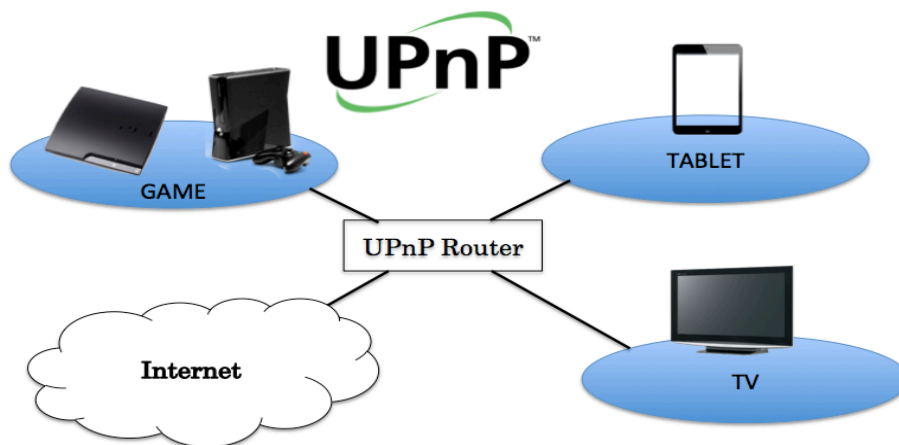 UPnP™
GAME
TABLET
UPnP Router
Internet
TV